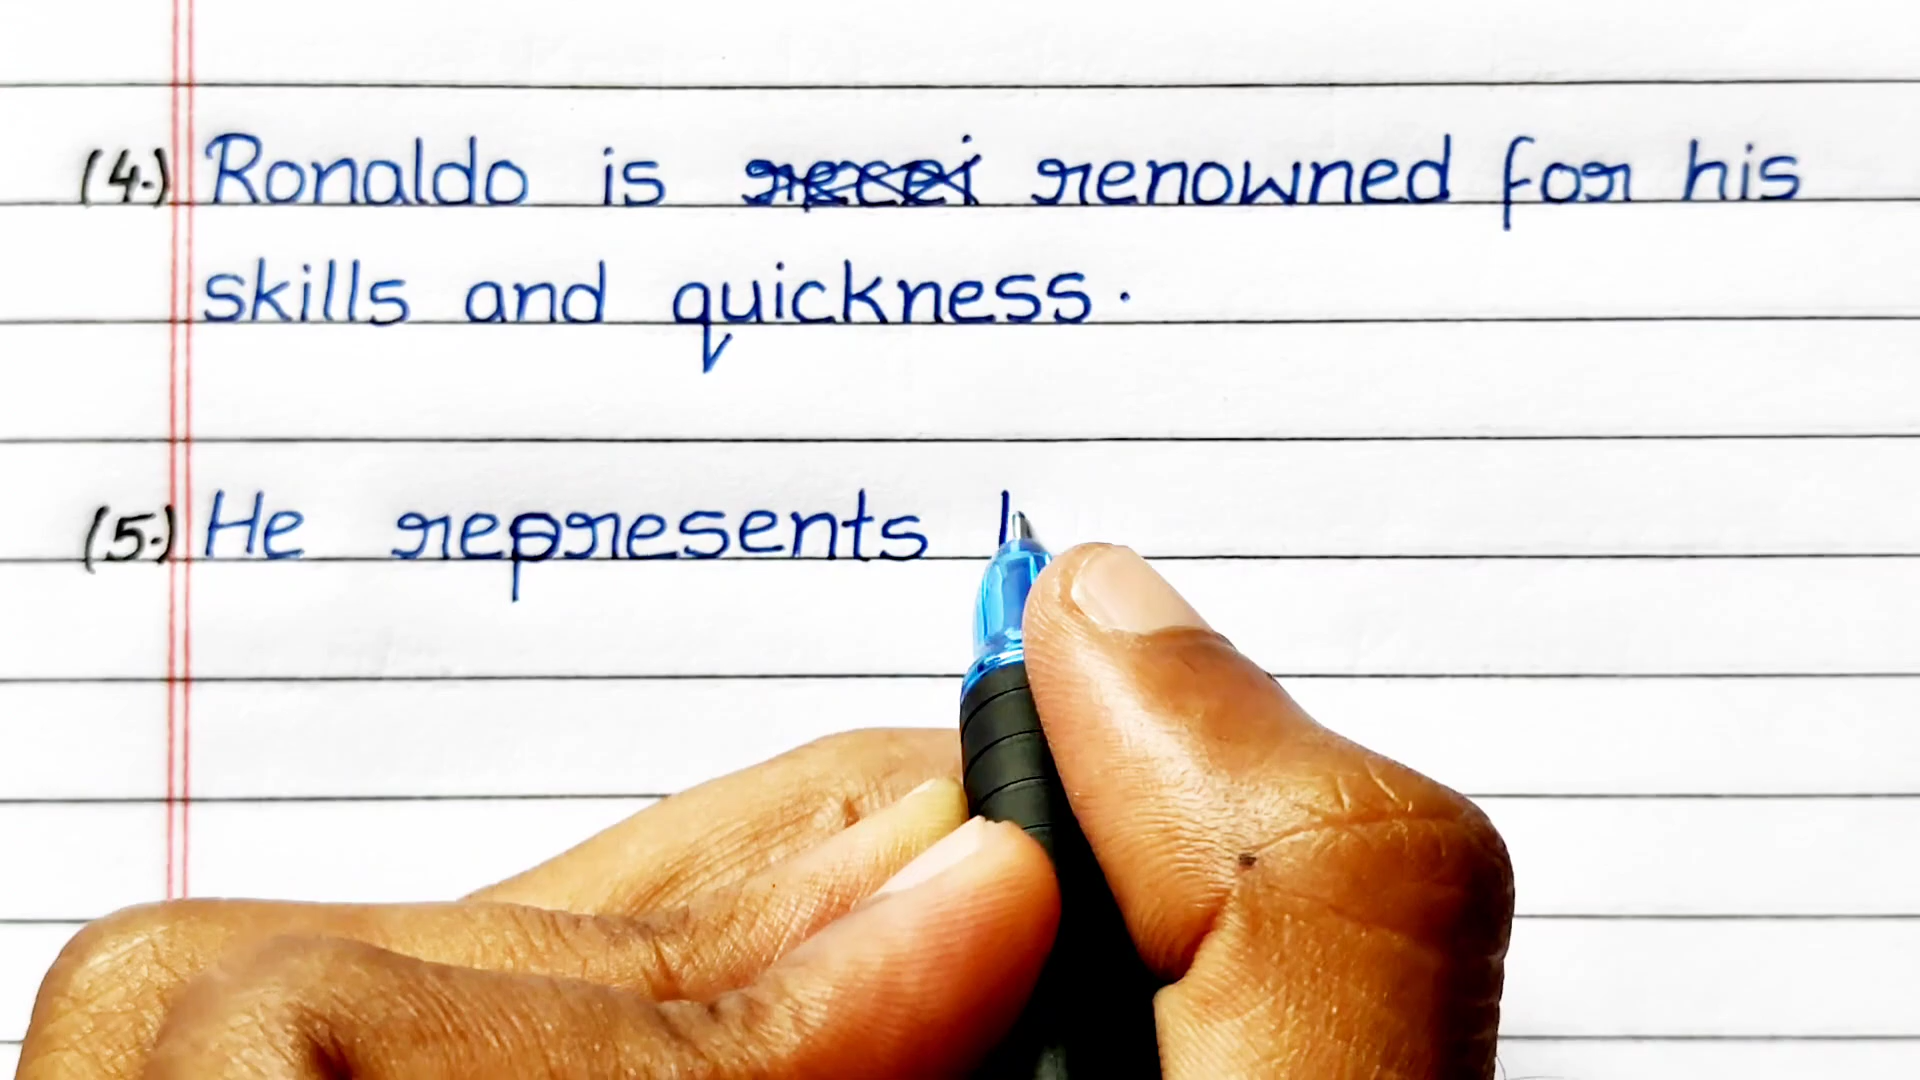 (4.) Ronaldo is renowned for his
skills and quickness.
(5.) He represents